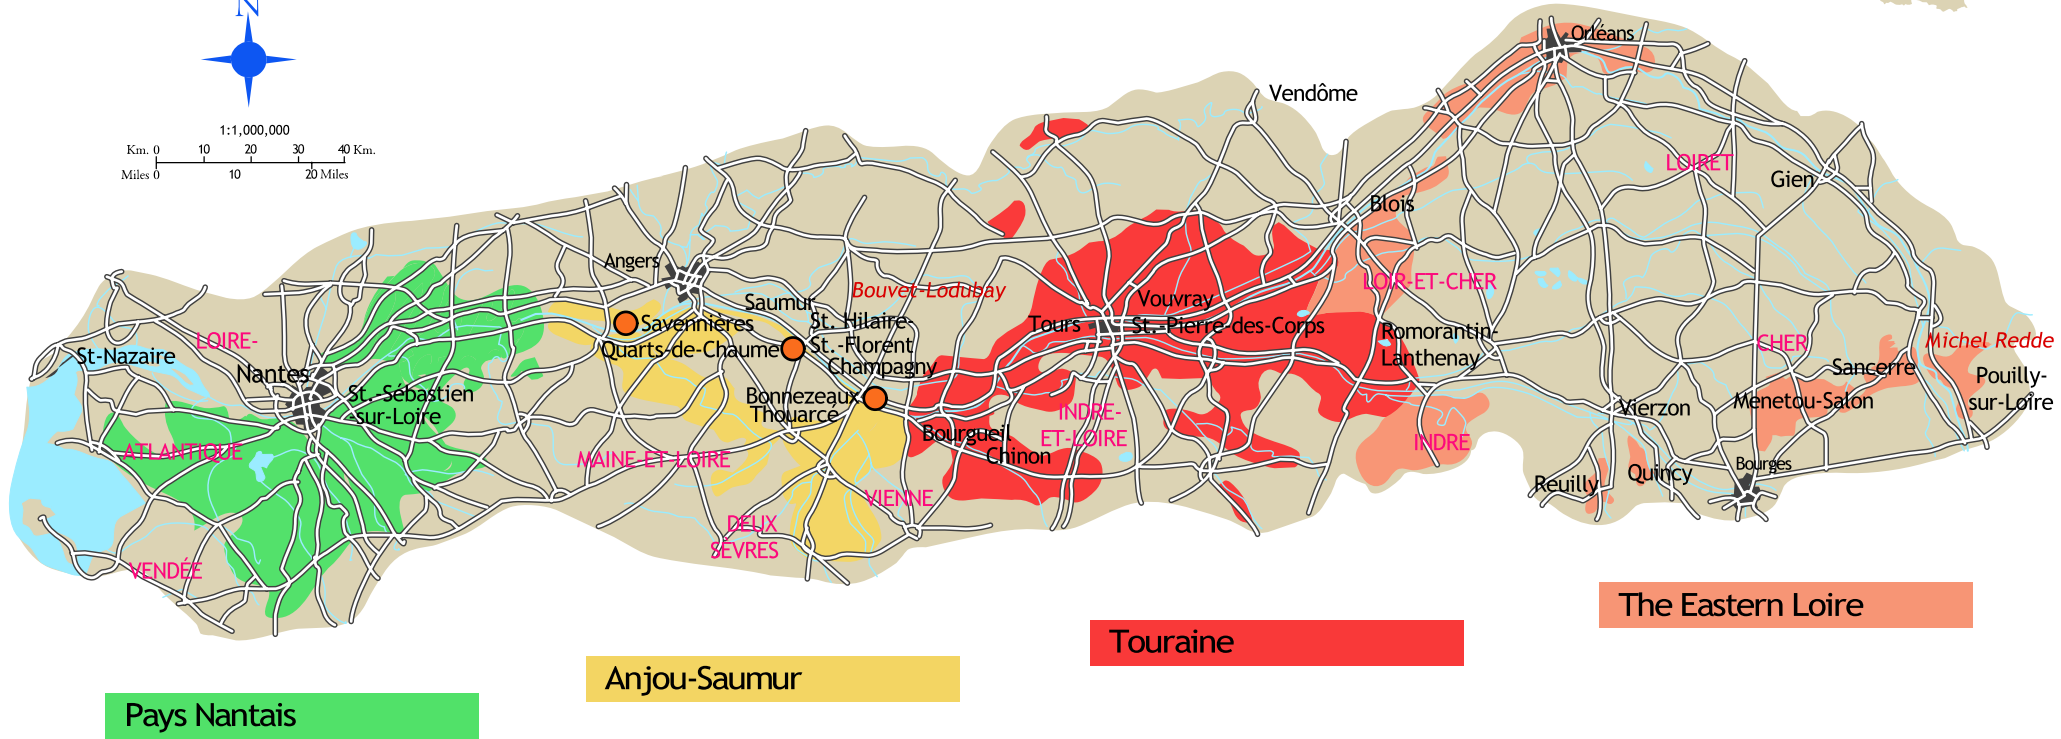 N
1:1,000,000
Km. 0 10 20 30 40 Km.
Miles 0 10 20 Miles
Orléans
Vendôme
LOIRET
Gien
Blois
Angers
LOIR-ET-CHER
Bouvet-Lodubay
Saumur
Vouvray
Savennières
St. Hilaire-
St.-Florent
Tours
St.-Pierre-des-Corps
Romorantin-
Lanthenay
LOIRE-
CHER
Michel Redde
St-Nazaire
Quarts-de-Chaume
Champagny
Sancerre
Nantes
Pouilly-
sur-Loire
St.-Sébastien
-sur-Loire
Bonnezeaux
Thouarcé
INDRE-
ET-LOIRE
Vierzon
Menetou-Salon
Bourgueil
Chinon
INDRE
ATLANTIQUE
MAINE-ET-LOIRE
Bourges
Reuilly
Quincy
VIENNE
DEUX
SÈVRES
VENDÉE
The Eastern Loire
Touraine
Anjou-Saumur
Pays Nantais